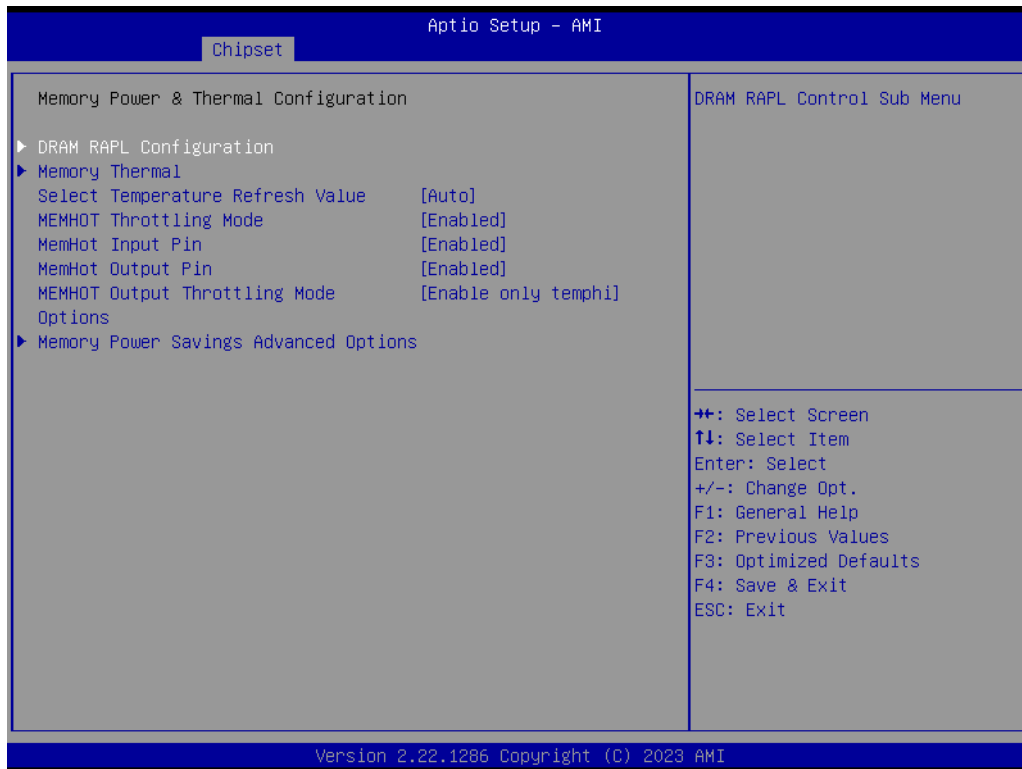 Aptio Setup – AMI
Chipset
Memory Power & Thermal Configuration
▶ DRAM RAPL Configuration
▶ Memory Thermal
Select Temperature Refresh Value [Auto]
MEMHOT Throttling Mode [Enabled]
MemHot Input Pin [Enabled]
MemHot Output Pin [Enabled]
MEMHOT Output Throttling Mode [Enable only temphi]
Options
▶ Memory Power Savings Advanced Options
DRAM RAPL Control Sub Menu
→←: Select Screen
↑↓: Select Item
Enter: Select
+/-: Change Opt.
F1: General Help
F2: Previous Values
F3: Optimized Defaults
F4: Save & Exit
ESC: Exit
Version 2.22.1286 Copyright (C) 2023 AMI